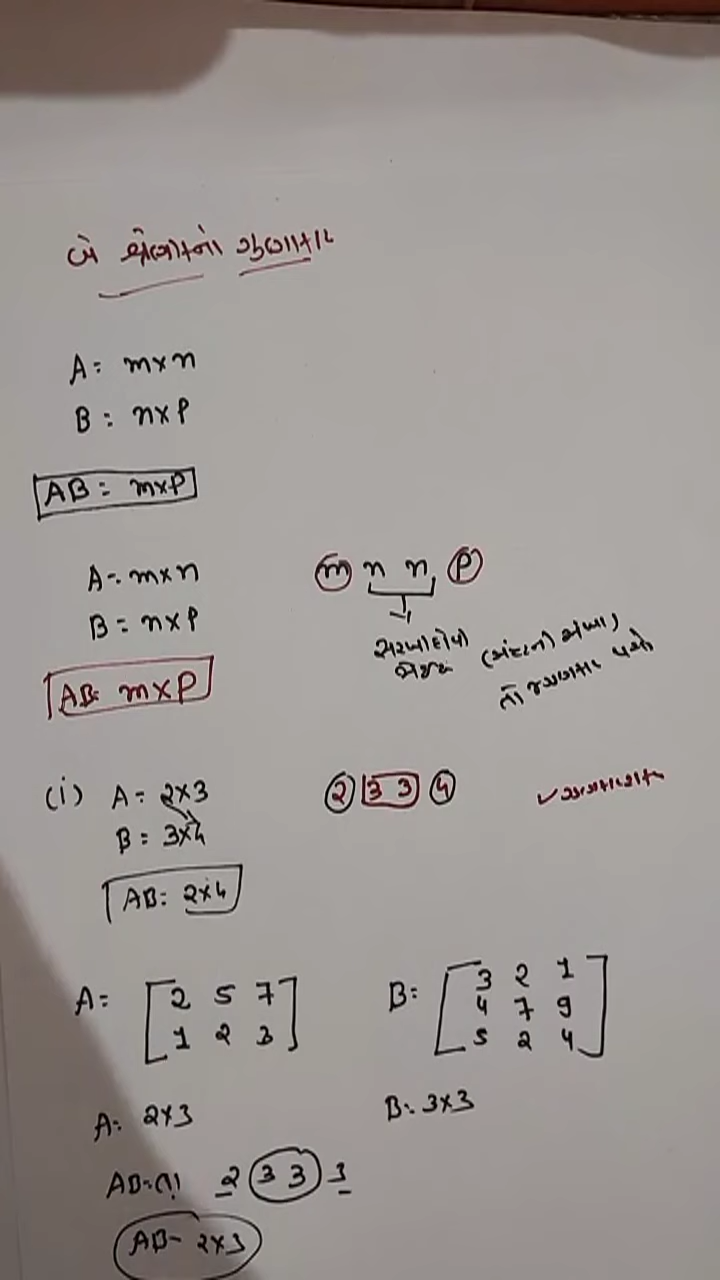 બે શ્રેણીકનો ગુણાકાર
A = m×n
B = n×P
AB = m×P
A = m×n m n n P
B = n×P
સરખા હોવા જોઇએ
AB = m×P
(i) A = 2×3 2 3 3 4
B = 3×4
AB = 2×4
A = [2 5 7 B = [3 2 1
1 2 3] 4 7 9
5 2 4]
A = 2×3 B = 3×3
2 3 3 3
AB = 2×3